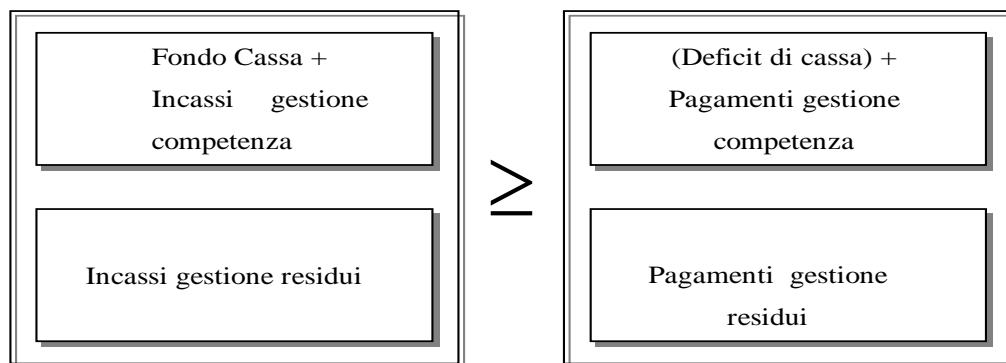 Fondo Cassa +
Incassi gestione
competenza
Incassi gestione residui
≥
(Deficit di cassa) +
Pagamenti gestione
competenza
Pagamenti gestione
residui